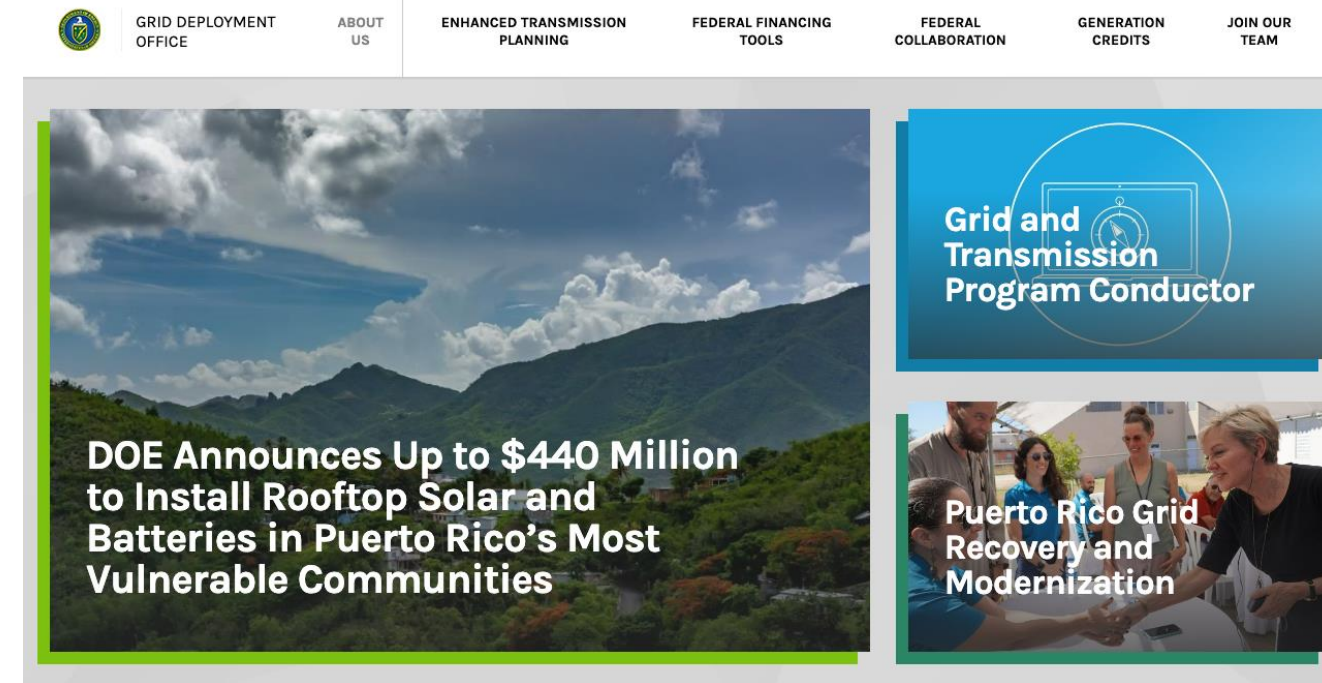 GRID DEPLOYMENT
OFFICE
ABOUT
US
ENHANCED TRANSMISSION
PLANNING
FEDERAL FINANCING
TOOLS
FEDERAL
COLLABORATION
GENERATION
CREDITS
JOIN OUR
TEAM
DOE Announces Up to $440 Million
to Install Rooftop Solar and
Batteries in Puerto Rico’s Most
Vulnerable Communities
Grid and
Transmission
Program Conductor
Puerto Rico Grid
Recovery and
Modernization